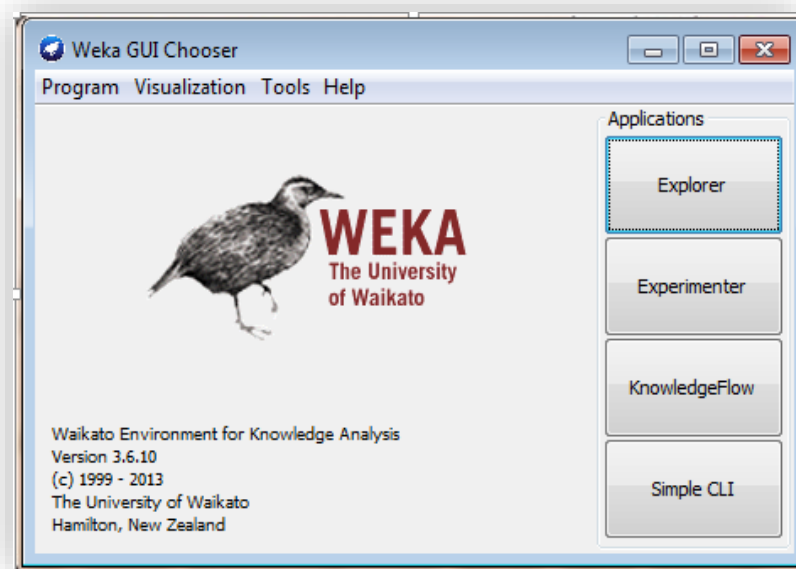 Weka GUI Chooser
Program Visualization Tools Help
Applications
Explorer
WEKA
The University
of Waikato
Experimenter
KnowledgeFlow
Simple CLI
Waikato Environment for Knowledge Analysis
Version 3.6.10
(c) 1999 - 2013
The University of Waikato
Hamilton, New Zealand